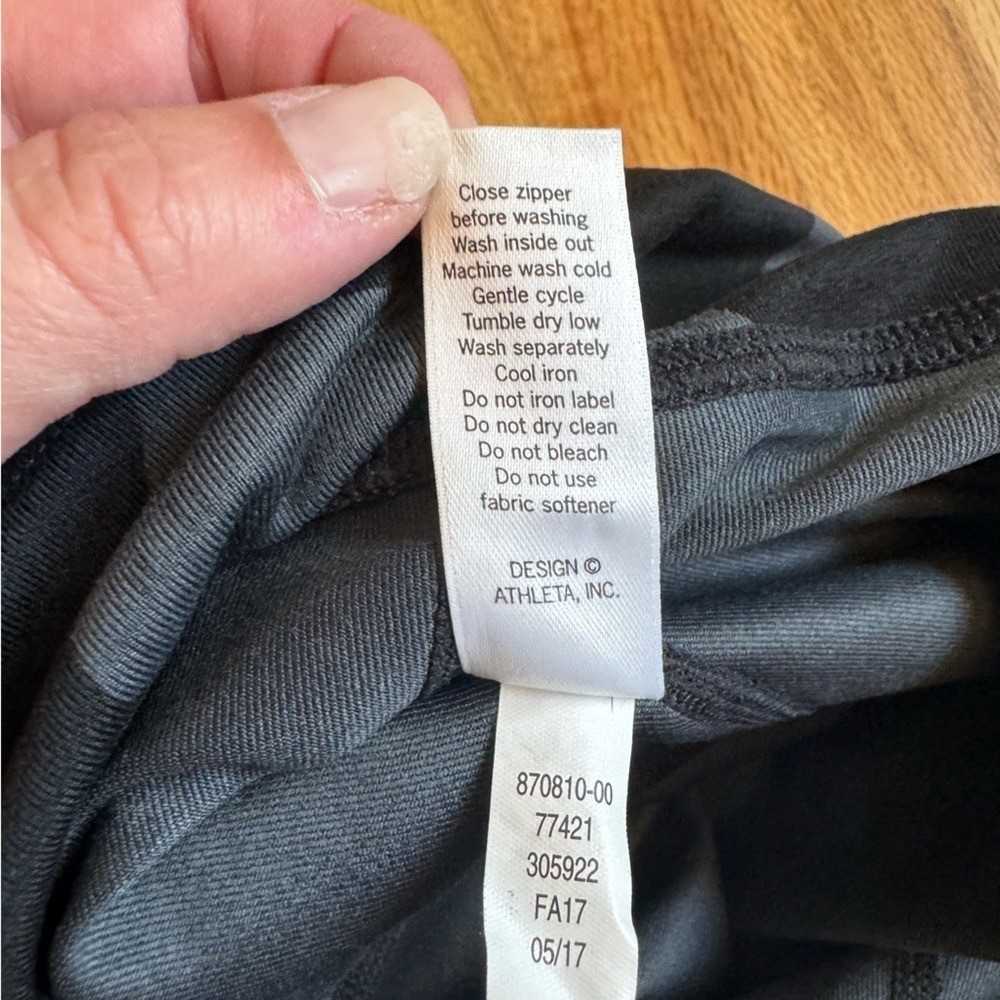 Close zipper
before washing
Wash inside out
Machine wash cold
Gentle cycle
Tumble dry low
Wash separately
Cool iron
Do not iron label
Do not dry clean
Do not bleach
Do not use
fabric softener
DESIGN ©
ATHLETA, INC.
870810-00
77421
305922
FA17
05/17